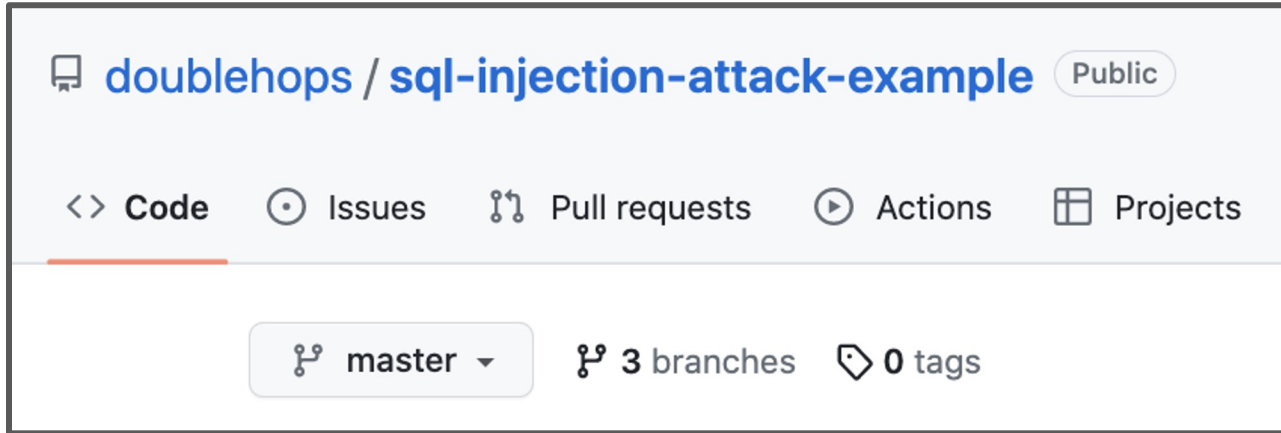 doublehops / sql-injection-attack-example Public
Code Issues Pull requests Actions Projects
master 3 branches 0 tags